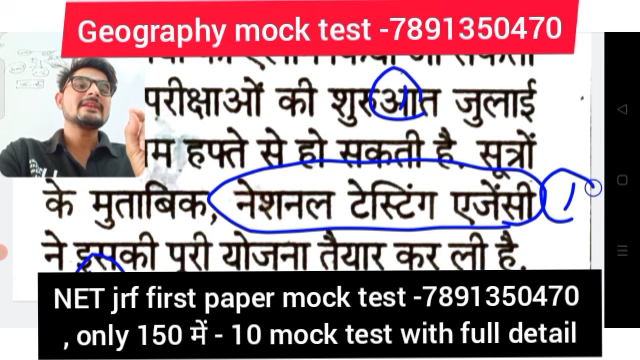 Geography mock test -7891350470
परीक्षाओं की शुरुआत जुलाई
हफ्ते से हो सकती है. सूत्रों
के मुताबिक, नेशनल टेस्टिंग एजेंसी
ने इसकी पूरी योजना तैयार कर ली है.
NET jrf first paper mock test -7891350470
, only 150 में - 10 mock test with full detail